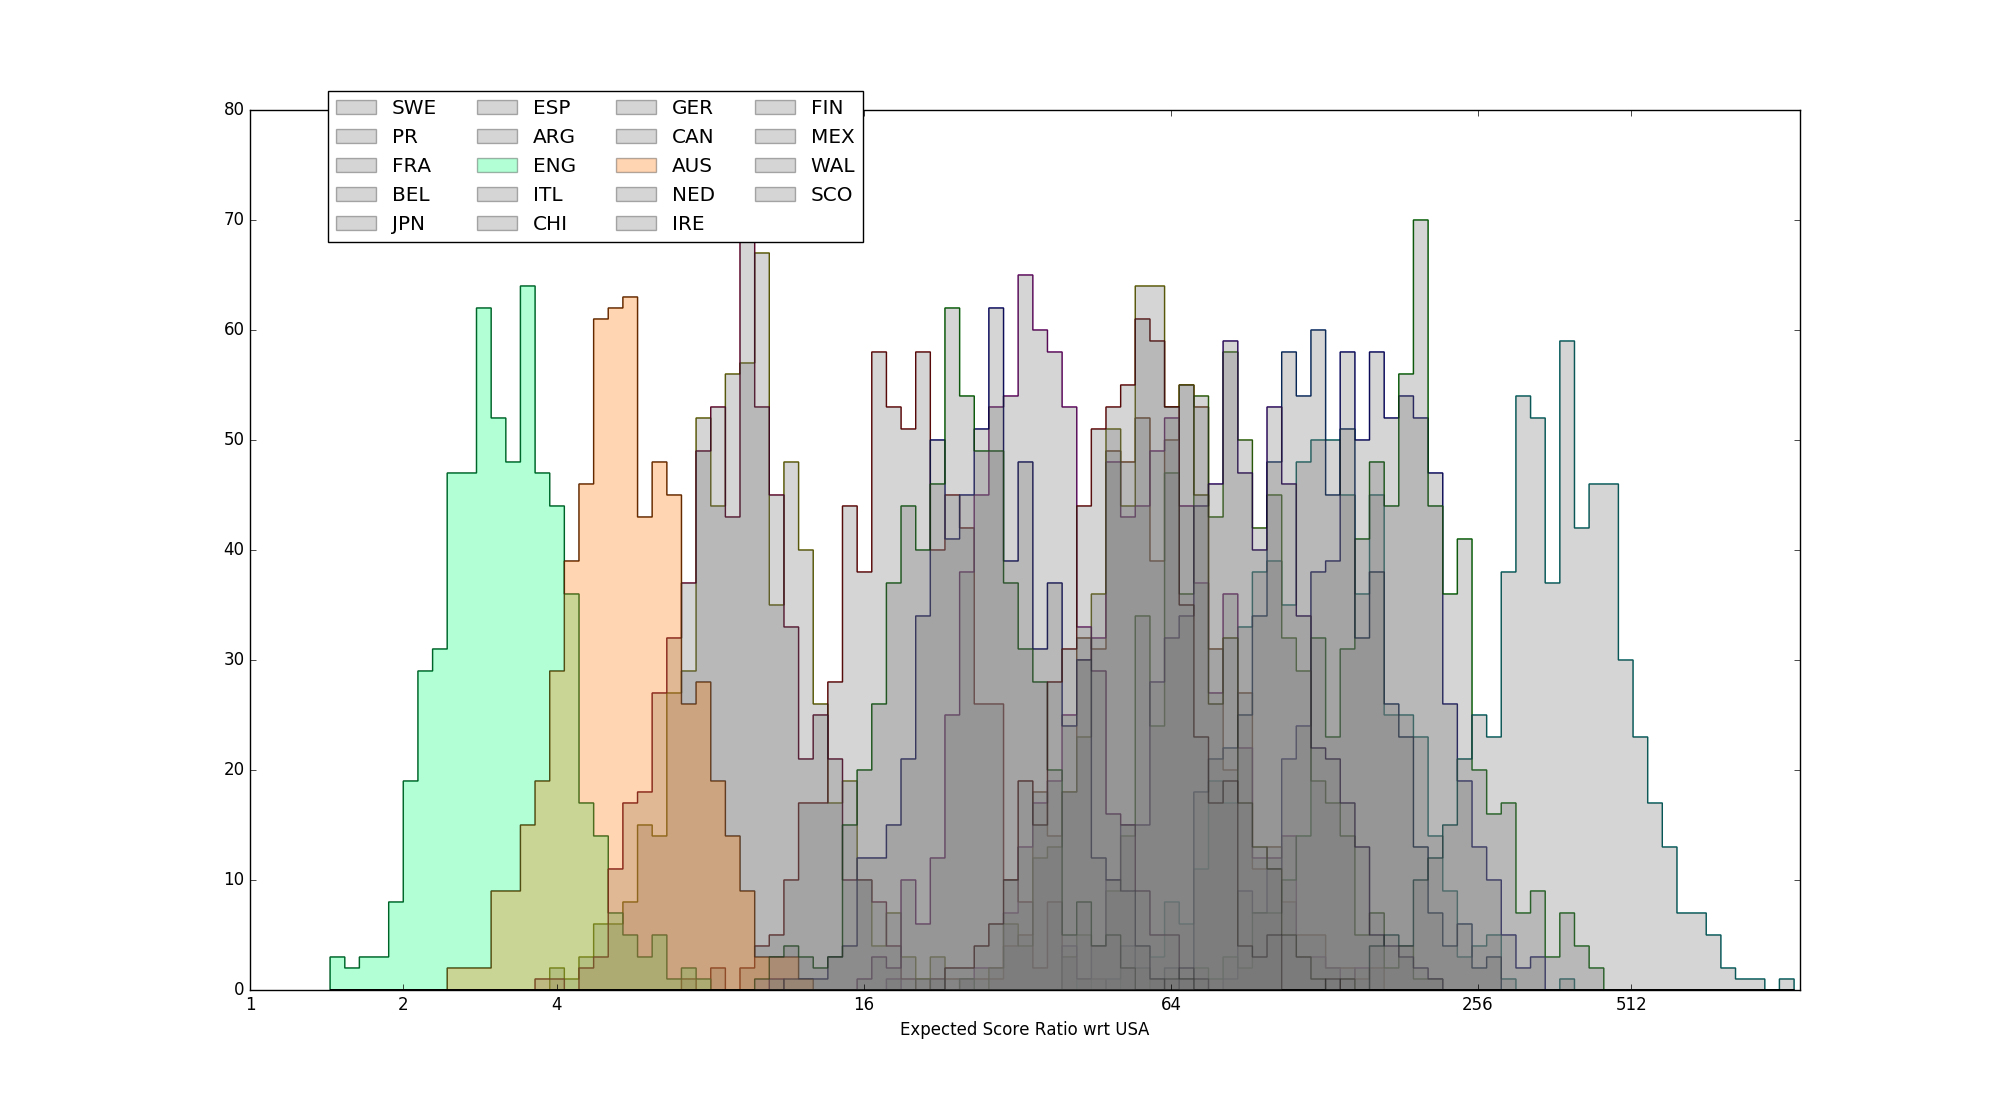 80
SWE ESP GER FIN
PR ARG CAN MEX
FRA ENG AUS WAL
BEL ITL NED SCO
JPN CHI IRE
70
60
50
40
30
20
10
0
1 2 4 16 64 256 512
Expected Score Ratio wrt USA